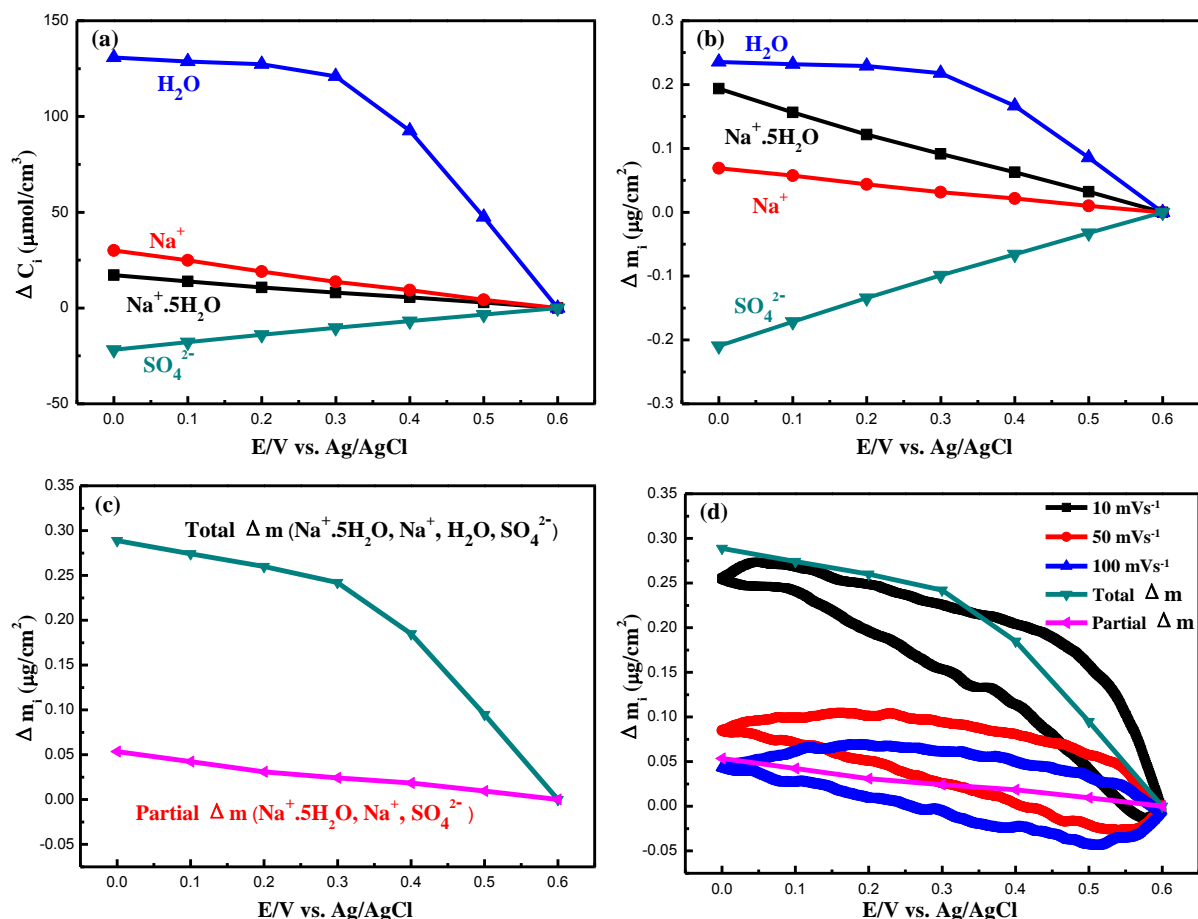 (a)
150
100
50
0
-50
Δ Cᵢ (µmol/cm³)
H₂O
Na⁺
Na⁺.5H₂O
SO₄²⁻
0.0 0.1 0.2 0.3 0.4 0.5 0.6
E/V vs. Ag/AgCl
(b)
0.3
0.2
0.1
0.0
-0.1
-0.2
-0.3
Δ mᵢ (µg/cm²)
H₂O
Na⁺.5H₂O
Na⁺
SO₄²⁻
0.0 0.1 0.2 0.3 0.4 0.5 0.6
E/V vs. Ag/AgCl
(c)
0.35
0.30
0.25
0.20
0.15
0.10
0.05
0.00
-0.05
Δ mᵢ (µg/cm²)
Total Δ m (Na⁺.5H₂O, Na⁺, H₂O, SO₄²⁻)
Partial Δ m (Na⁺.5H₂O, Na⁺, SO₄²⁻)
0.0 0.1 0.2 0.3 0.4 0.5 0.6
E/V vs. Ag/AgCl
(d)
0.35
0.30
0.25
0.20
0.15
0.10
0.05
0.00
-0.05
Δ mᵢ (µg/cm²)
10 mVs⁻¹
50 mVs⁻¹
100 mVs⁻¹
Total Δ m
Partial Δ m
0.0 0.1 0.2 0.3 0.4 0.5 0.6
E/V vs. Ag/AgCl